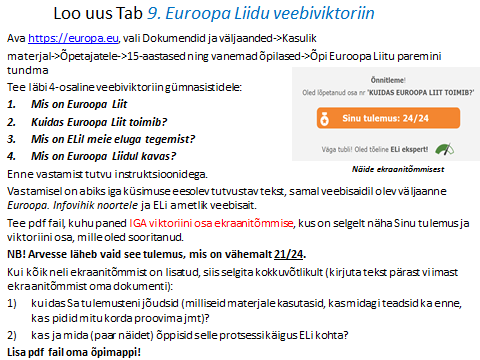 Loo uus Tab 9. Euroopa Liidu veebiviktoriin
Ava https://europa.eu, vali Dokumendid ja väljaanded->Kasulik
materjal->Õpetajatele->15-aastased ning vanemad õpilased->Õpi Euroopa Liitu paremini
tundma
Tee läbi 4-osaline veebiviktoriin gümnasistidele:
1. Mis on Euroopa Liit
2. Kuidas Euroopa Liit toimib?
3. Mis on ELil meie eluga tegemist?
4. Mis on Euroopa Liidul kavas?
Õnnitleme!
Oled lõpetanud osa nr 'KUIDAS EUROOPA LIIT TOIMIB?'
Sinu tulemus: 24/24
Väga tubli! Oled tõeline ELi ekspert!
Näide ekraanitõmmisest
Enne vastamist tutvu instruktsioonidega.
Vastamisel on abiks iga küsimuse ees olev tutvustav tekst, samal veebisaidil olev väljaanne
Europa. Infovihik noortele ja ELi ametlik veebisait.
Tee pdf fail, kuhu paned IGA viktoriini osa ekraanitõmmise, kus on selgelt näha Sinu tulemus ja
viktoriini osa, mille oled sooritanud.
NB! Arvesse läheb vaid see tulemus, mis on vähemalt 21/24.
Kui kõik neli ekraanitõmmist on lisatud, siis selgita kokkuvõtlikult (kirjuta tekst pärast viimast
ekraanitõmmist oma dokumenti):
1) kuidas Sa tulemusteni jõudsid (milliseid materjale kasutasid, kas midagi teadsid ka enne,
kas pidid mitu korda proovima jmt)?
2) kas ja mida (paar näidet) õppisid selle protsessi käigus ELi kohta?
Lisa pdf fail oma õpimappi!